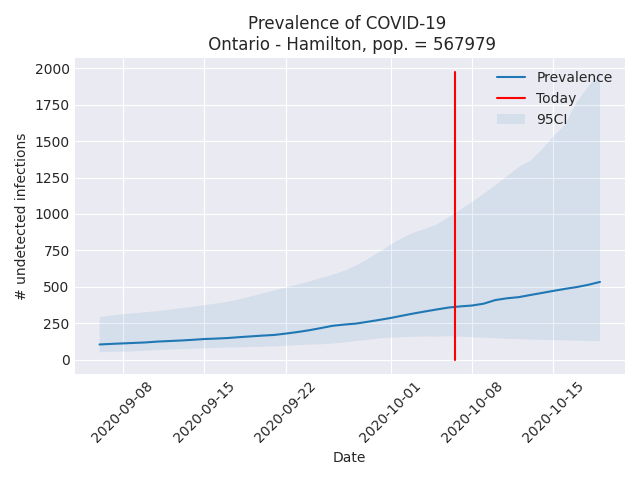 Prevalence of COVID-19
Ontario - Hamilton, pop. = 567979
2000
1750
1500
1250
1000
750
500
250
0
# undetected infections
Prevalence
Today
95CI
2020-09-08
2020-09-15
2020-09-22
2020-10-01
2020-10-08
2020-10-15
Date